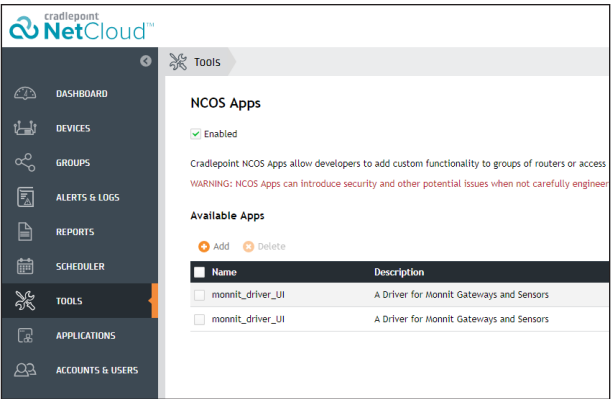 cradlepoint
NetCloud™
Tools
DASHBOARD
DEVICES
GROUPS
ALERTS & LOGS
REPORTS
SCHEDULER
TOOLS
APPLICATIONS
ACCOUNTS & USERS
NCOS Apps
Enabled
Cradlepoint NCOS Apps allow developers to add custom functionality to groups of routers or access
WARNING: NCOS Apps can introduce security and other potential issues when not carefully engineer
Available Apps
Add Delete
Name Description
monnit_driver_UI A Driver for Monnit Gateways and Sensors
monnit_driver_UI A Driver for Monnit Gateways and Sensors